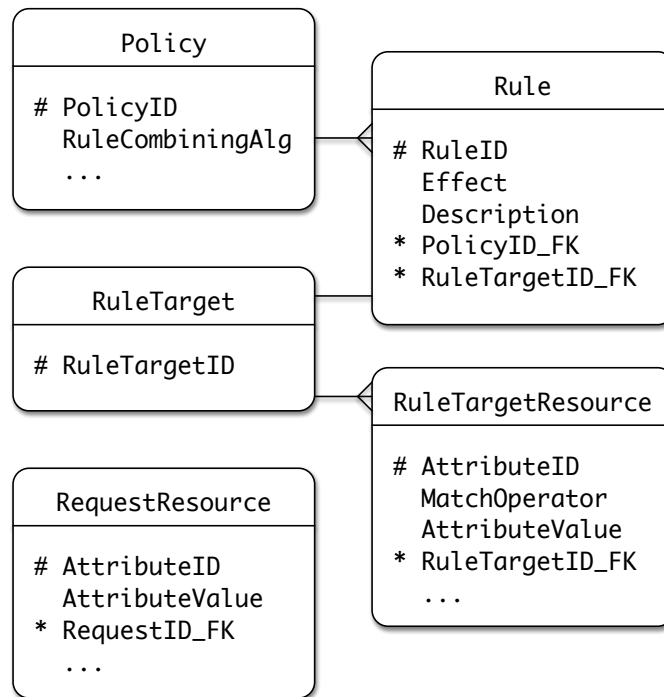 Policy
# PolicyID
RuleCombiningAlg
...
Rule
# RuleID
Effect
Description
* PolicyID_FK
* RuleTargetID_FK
RuleTarget
# RuleTargetID
RuleTargetResource
# AttributeID
MatchOperator
AttributeValue
* RuleTargetID_FK
...
RequestResource
# AttributeID
AttributeValue
* RequestID_FK
...